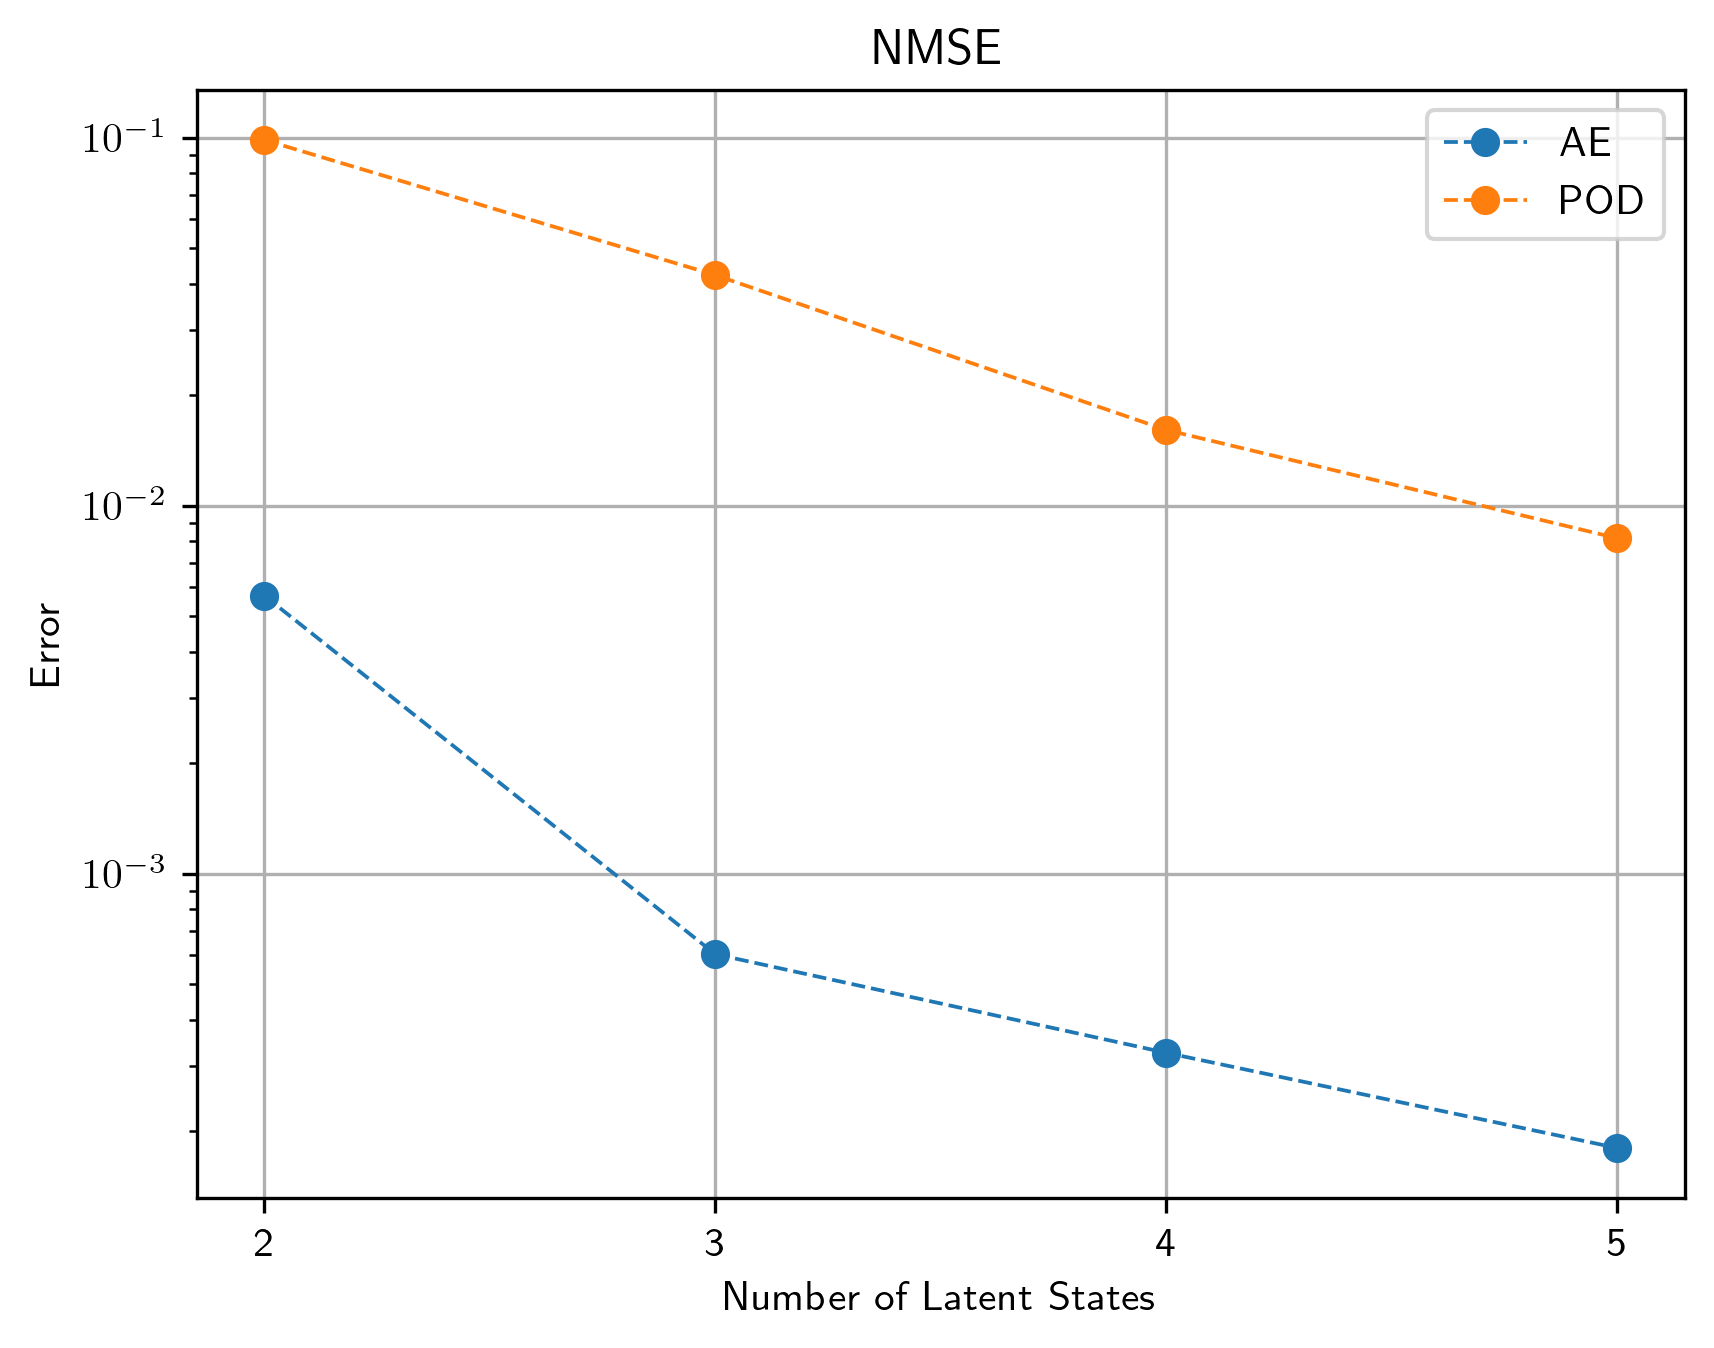 NMSE
10⁻¹
10⁻²
10⁻³
Error
AE
POD
2 3 4 5
Number of Latent States